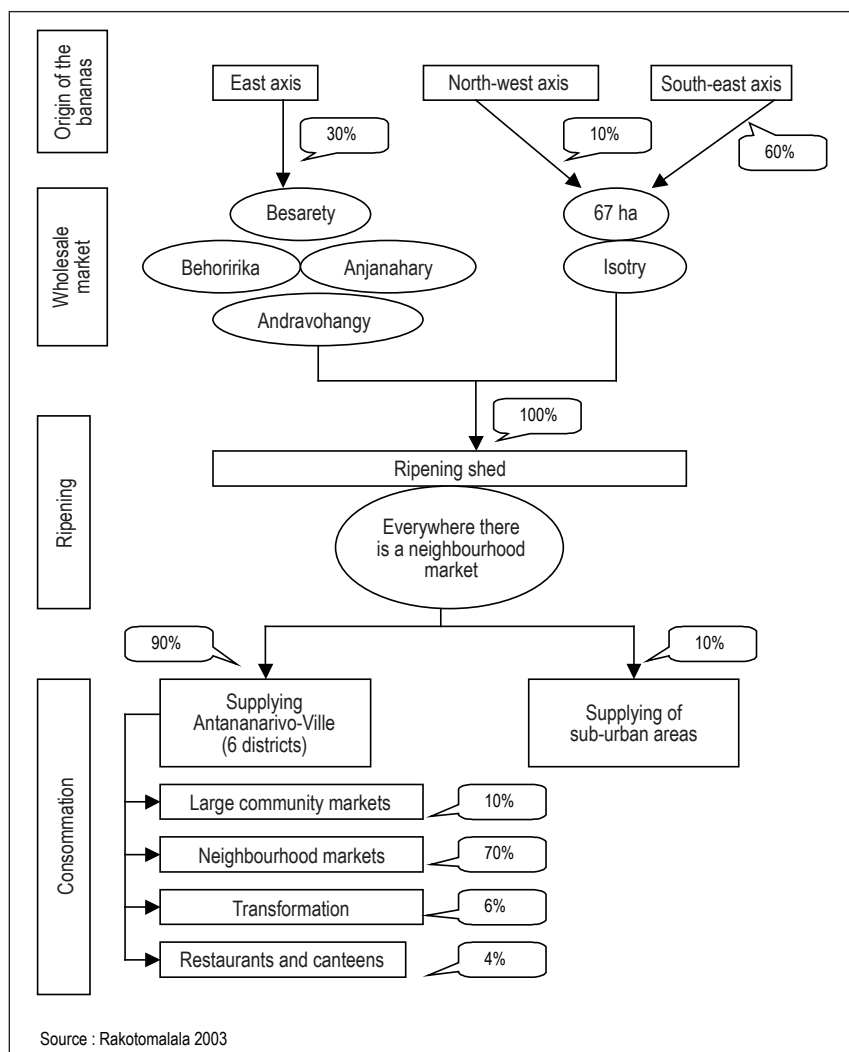 Origin of the
bananas
East axis
North-west axis
South-east axis
30%
10%
60%
Wholesale
market
Besarety
67 ha
Behoririka
Anjanahary
Isotry
Andravohangy
100%
Ripening
Ripening shed
Everywhere there
is a neighbourhood
market
90%
10%
Consommation
Supplying
Antananarivo-Ville
(6 districts)
Supplying of
sub-urban areas
Large community markets
10%
Neighbourhood markets
70%
Transformation
6%
Restaurants and canteens
4%
Source : Rakotomalala 2003